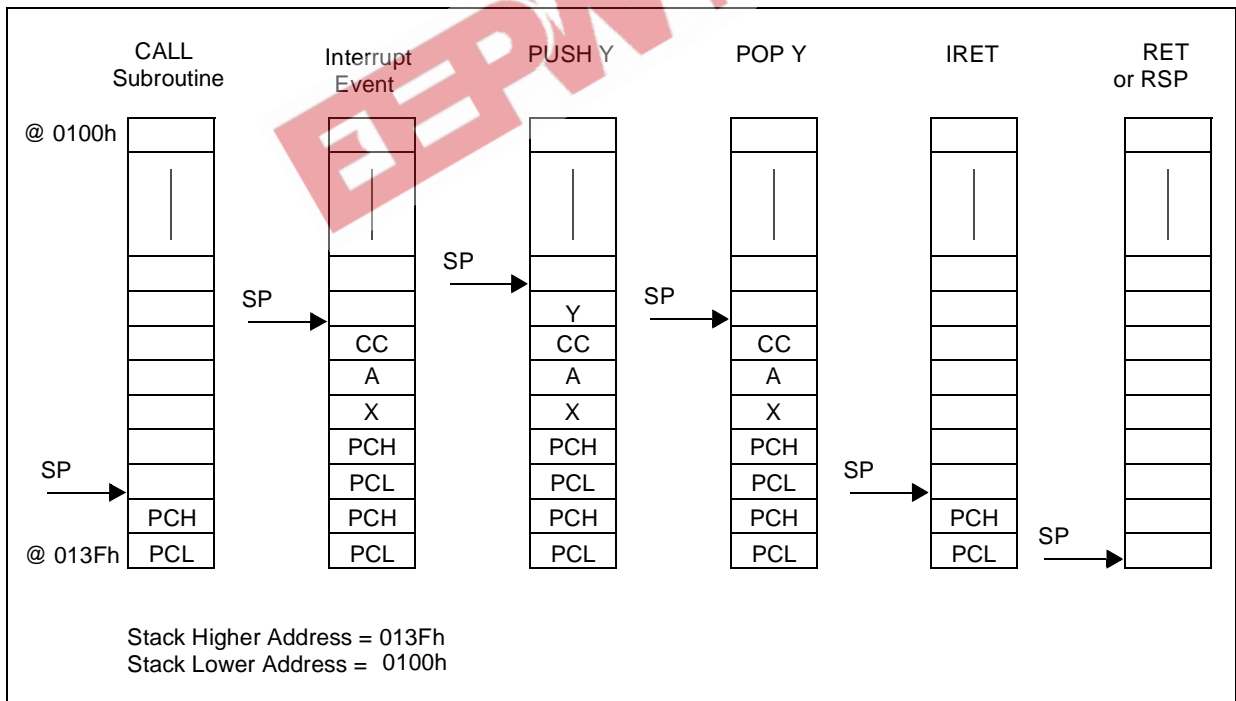 CALL
Subroutine
Interrupt
Event
PUSH Y
POP Y
IRET
RET
or RSP
@ 0100h
SP
PCH
@ 013Fh
PCL
SP
CC
A
X
PCH
PCL
PCH
PCL
SP
Y
CC
A
X
PCH
PCL
PCH
PCL
SP
CC
A
X
PCH
PCL
PCH
PCL
SP
PCH
PCL
SP
Stack Higher Address = 013Fh
Stack Lower Address = 0100h